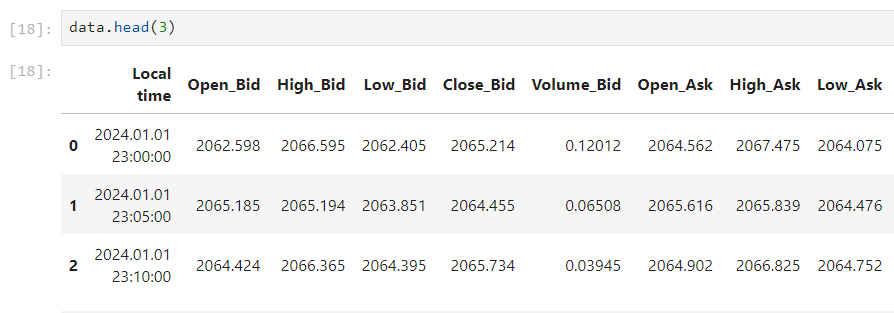 [18]: data.head(3)
[18]:
Local time Open_Bid High_Bid Low_Bid Close_Bid Volume_Bid Open_Ask High_Ask Low_Ask
0 2024.01.01 23:00:00 2062.598 2066.595 2062.405 2065.214 0.12012 2064.562 2067.475 2064.075
1 2024.01.01 23:05:00 2065.185 2065.194 2063.851 2064.455 0.06508 2065.616 2065.839 2064.476
2 2024.01.01 23:10:00 2064.424 2066.365 2064.395 2065.734 0.03945 2064.902 2066.825 2064.752